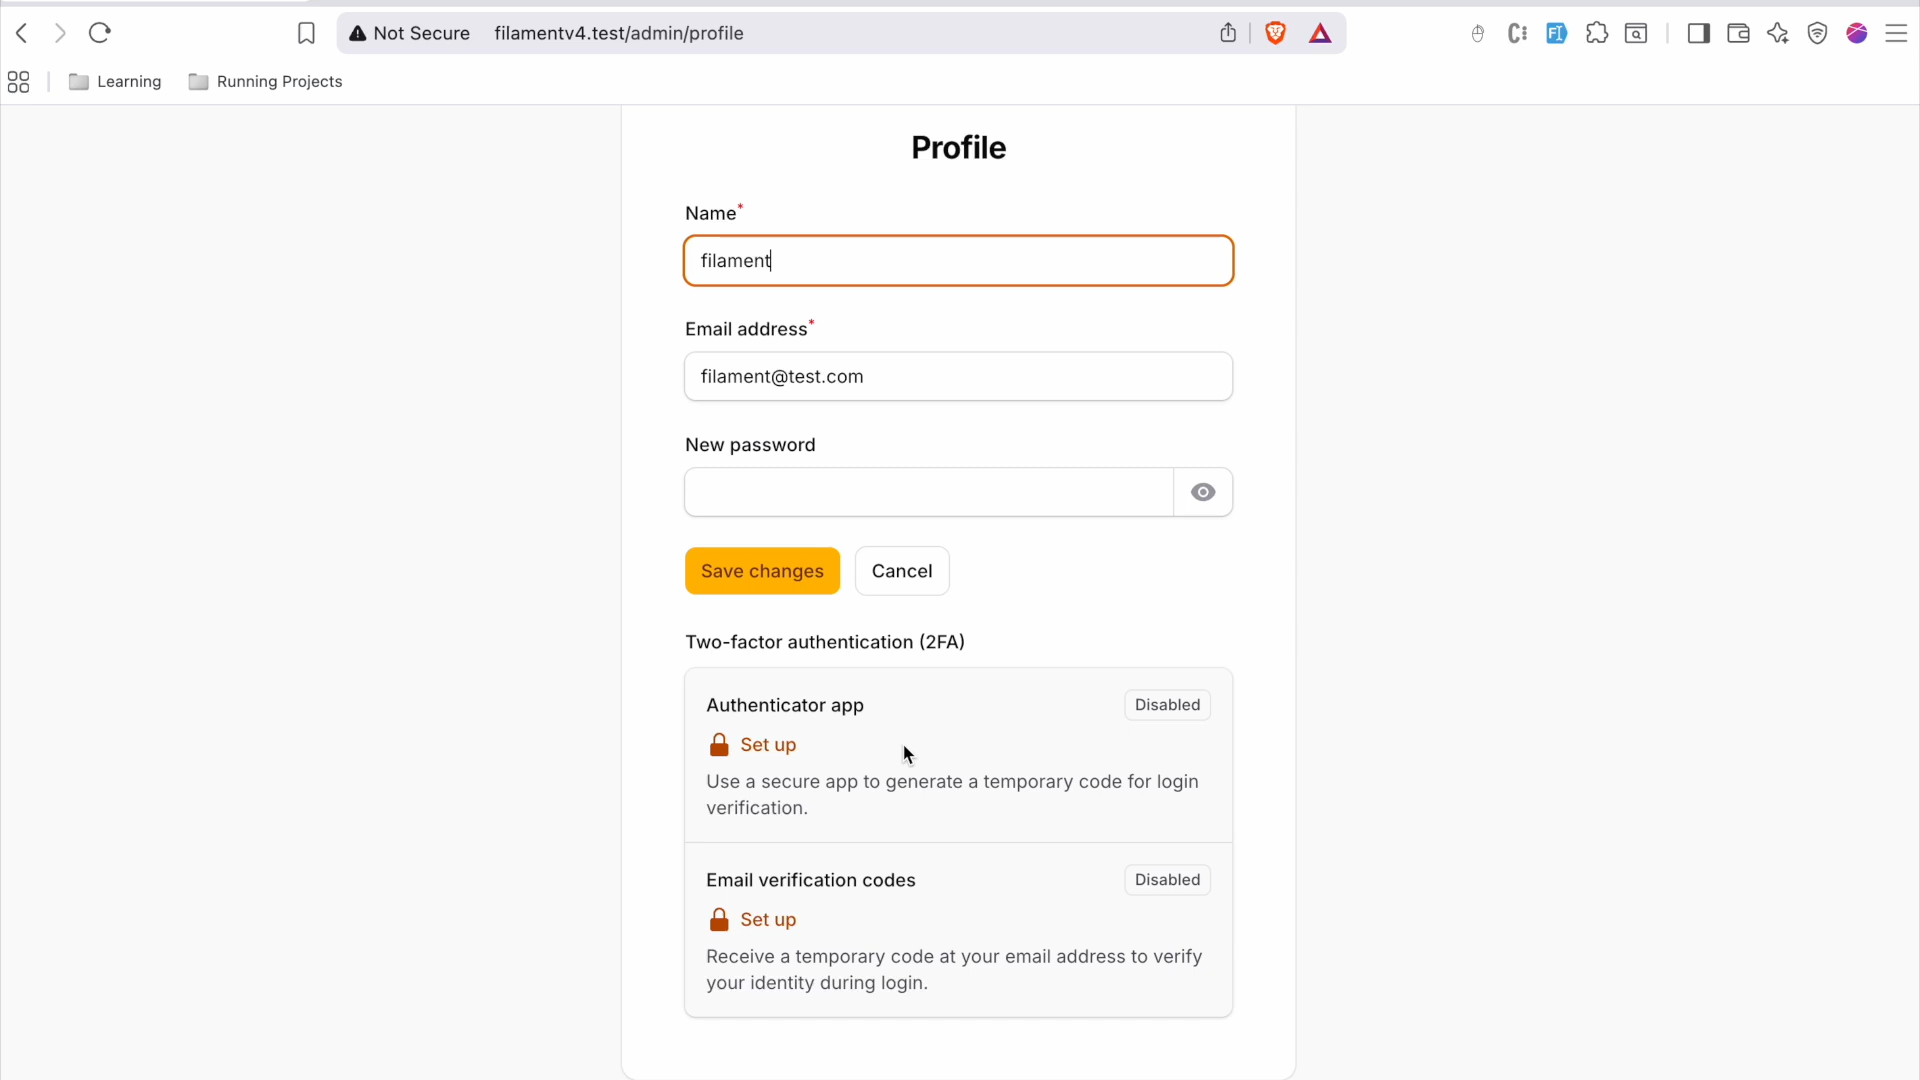 Not Secure filamentv4.test/admin/profile
Learning Running Projects
Profile
Name*
filament
Email address*
filament@test.com
New password
Save changes Cancel
Two-factor authentication (2FA)
Authenticator app Disabled
Set up
Use a secure app to generate a temporary code for login
verification.
Email verification codes Disabled
Set up
Receive a temporary code at your email address to verify
your identity during login.